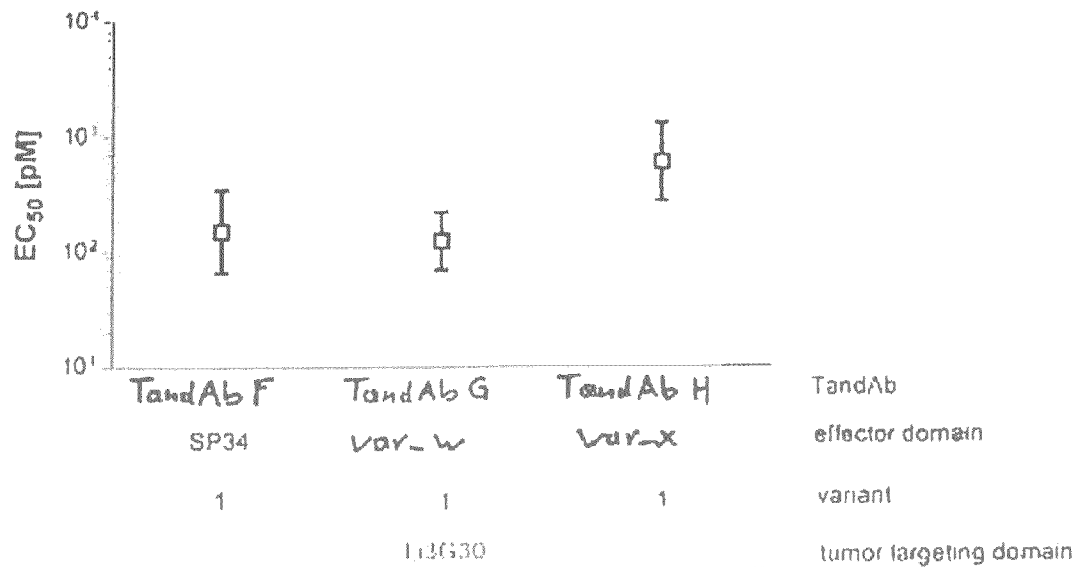 10⁴
10³
10²
10¹
EC₅₀ [pM]
TandAb F TandAb G TandAb H TandAb
SP34 var_w var_x effector domain
1 1 1 variant
tumor targeting domain